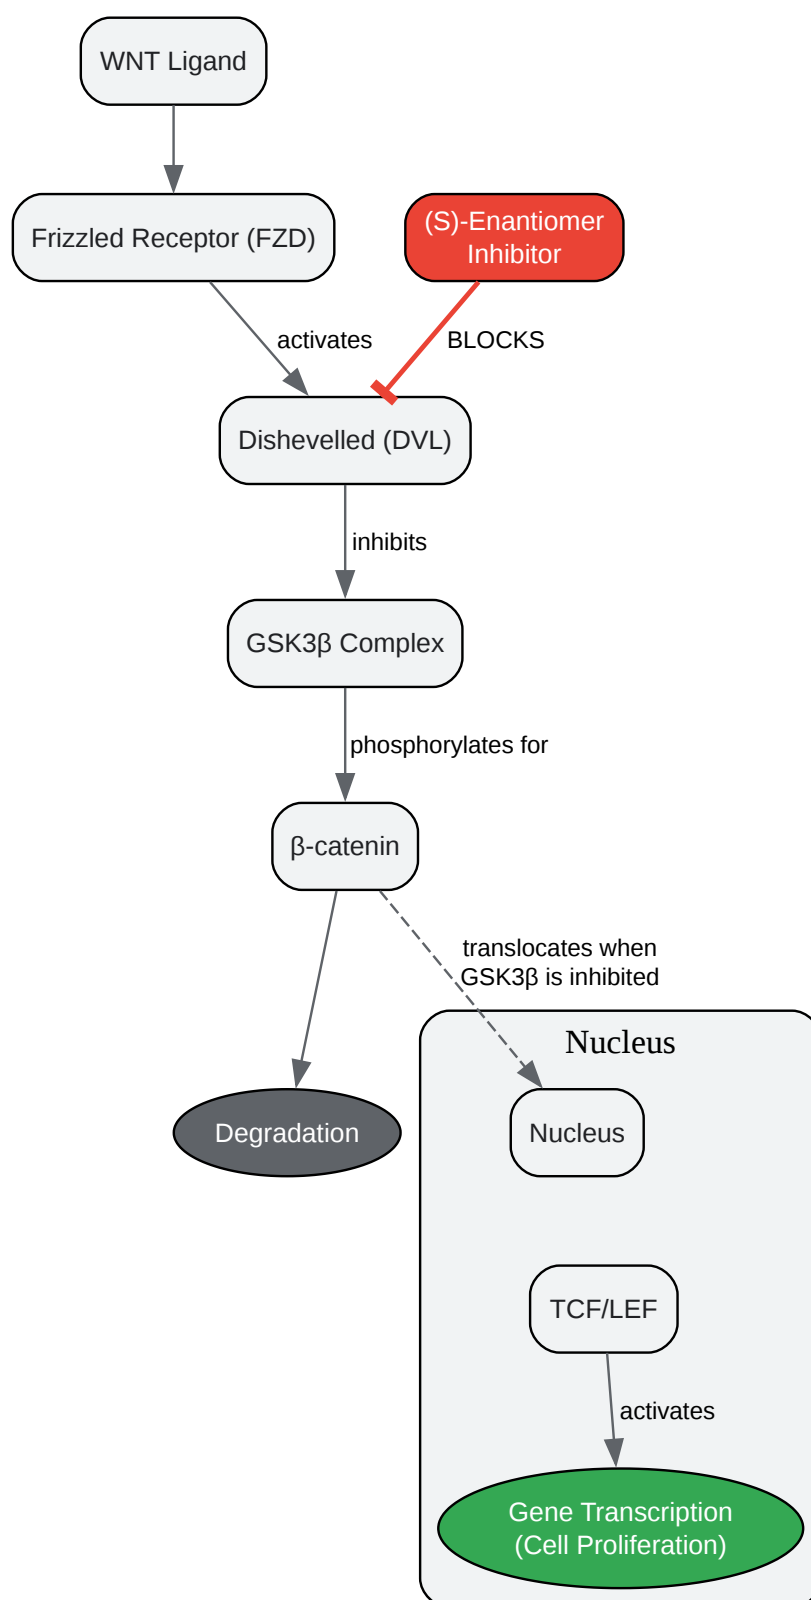 WNT Ligand
Frizzled Receptor (FZD)
(S)-Enantiomer
Inhibitor
activates
BLOCKS
Dishevelled (DVL)
inhibits
GSK3β Complex
phosphorylates for
β-catenin
translocates when
GSK3β is inhibited
Nucleus
Degradation
Nucleus
TCF/LEF
activates
Gene Transcription
(Cell Proliferation)